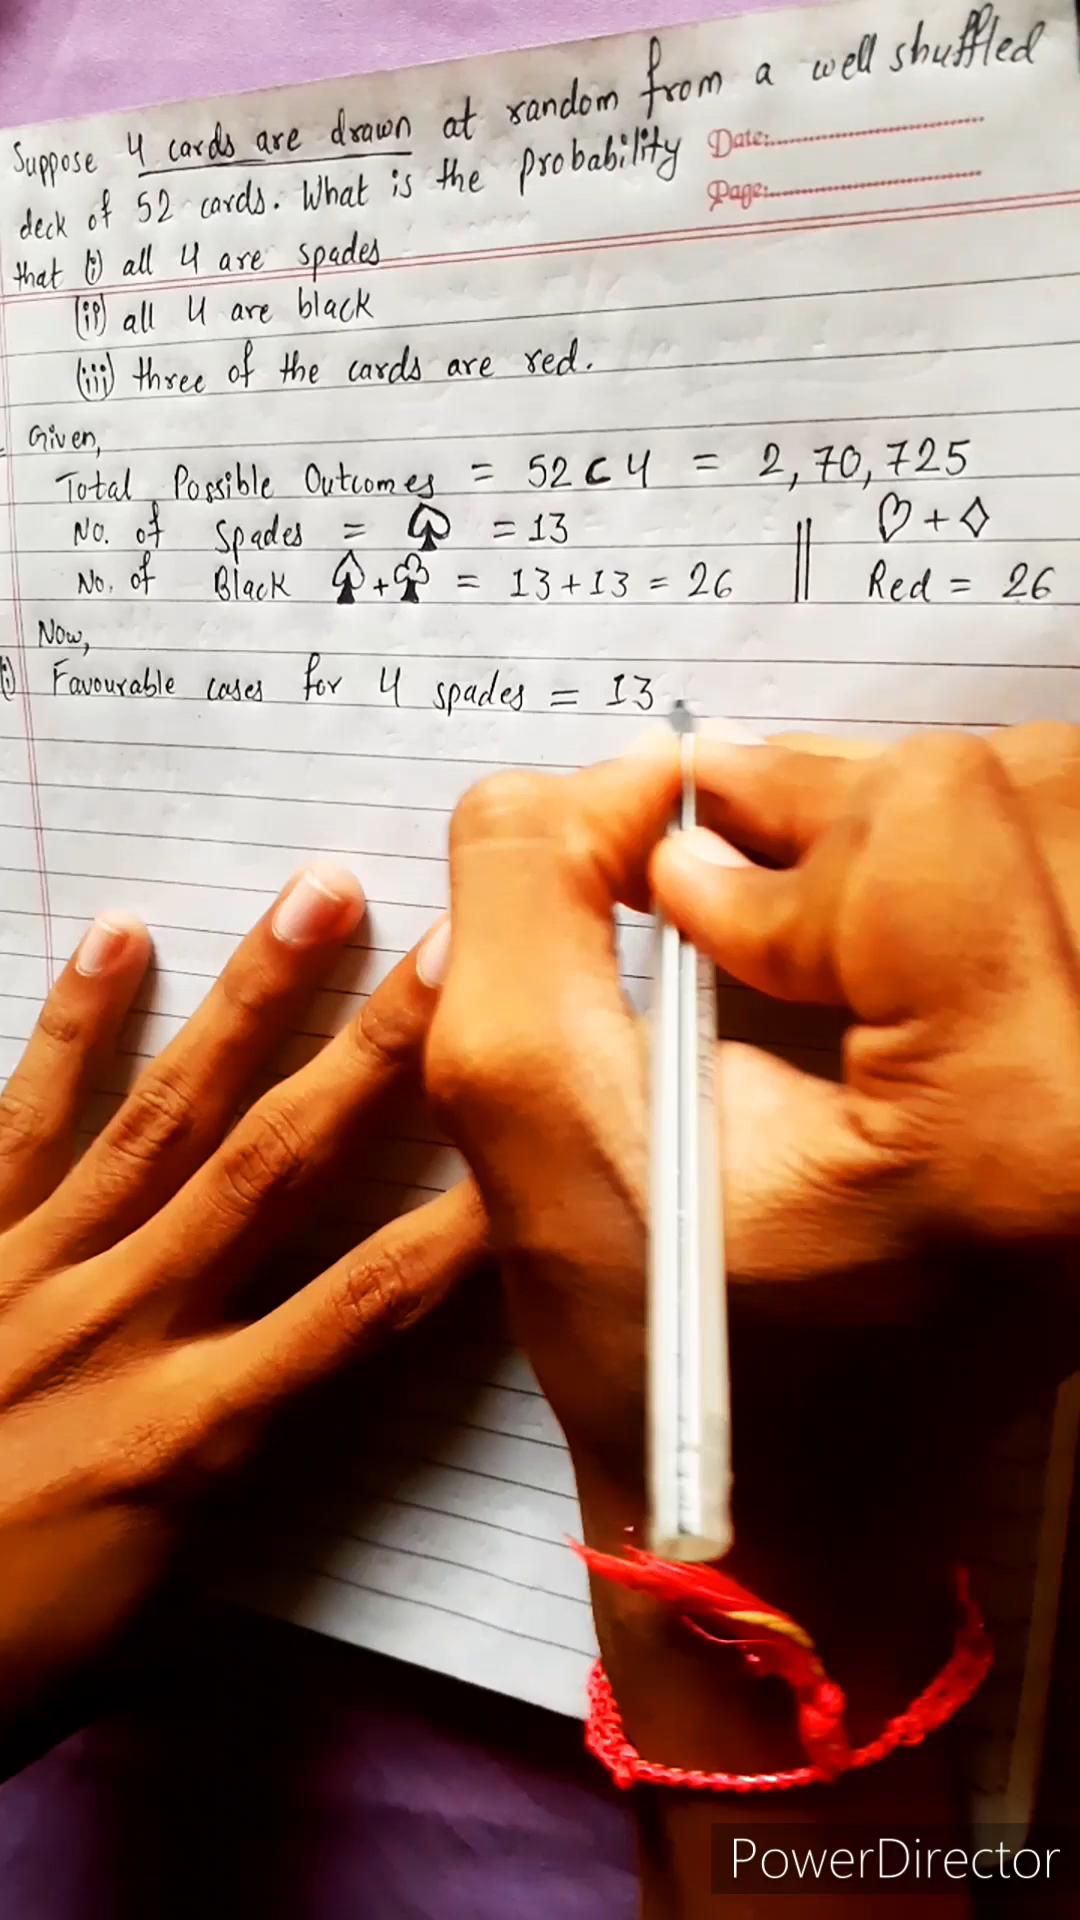 Suppose 4 cards are drawn at random from a well shuffled
deck of 52 cards. What is the probability
Date:
Page:
that (i) all 4 are spades
(ii) all 4 are black
(iii) three of the cards are red.
Given,
Total Possible Outcomes = 52C4 = 2,70,725
No. of Spades = ♠ = 13
♡ + ◇
No. of Black ♠ + ♣ = 13 + 13 = 26 || Red = 26
Now,
(i) Favourable cases for 4 spades = 13
PowerDirector